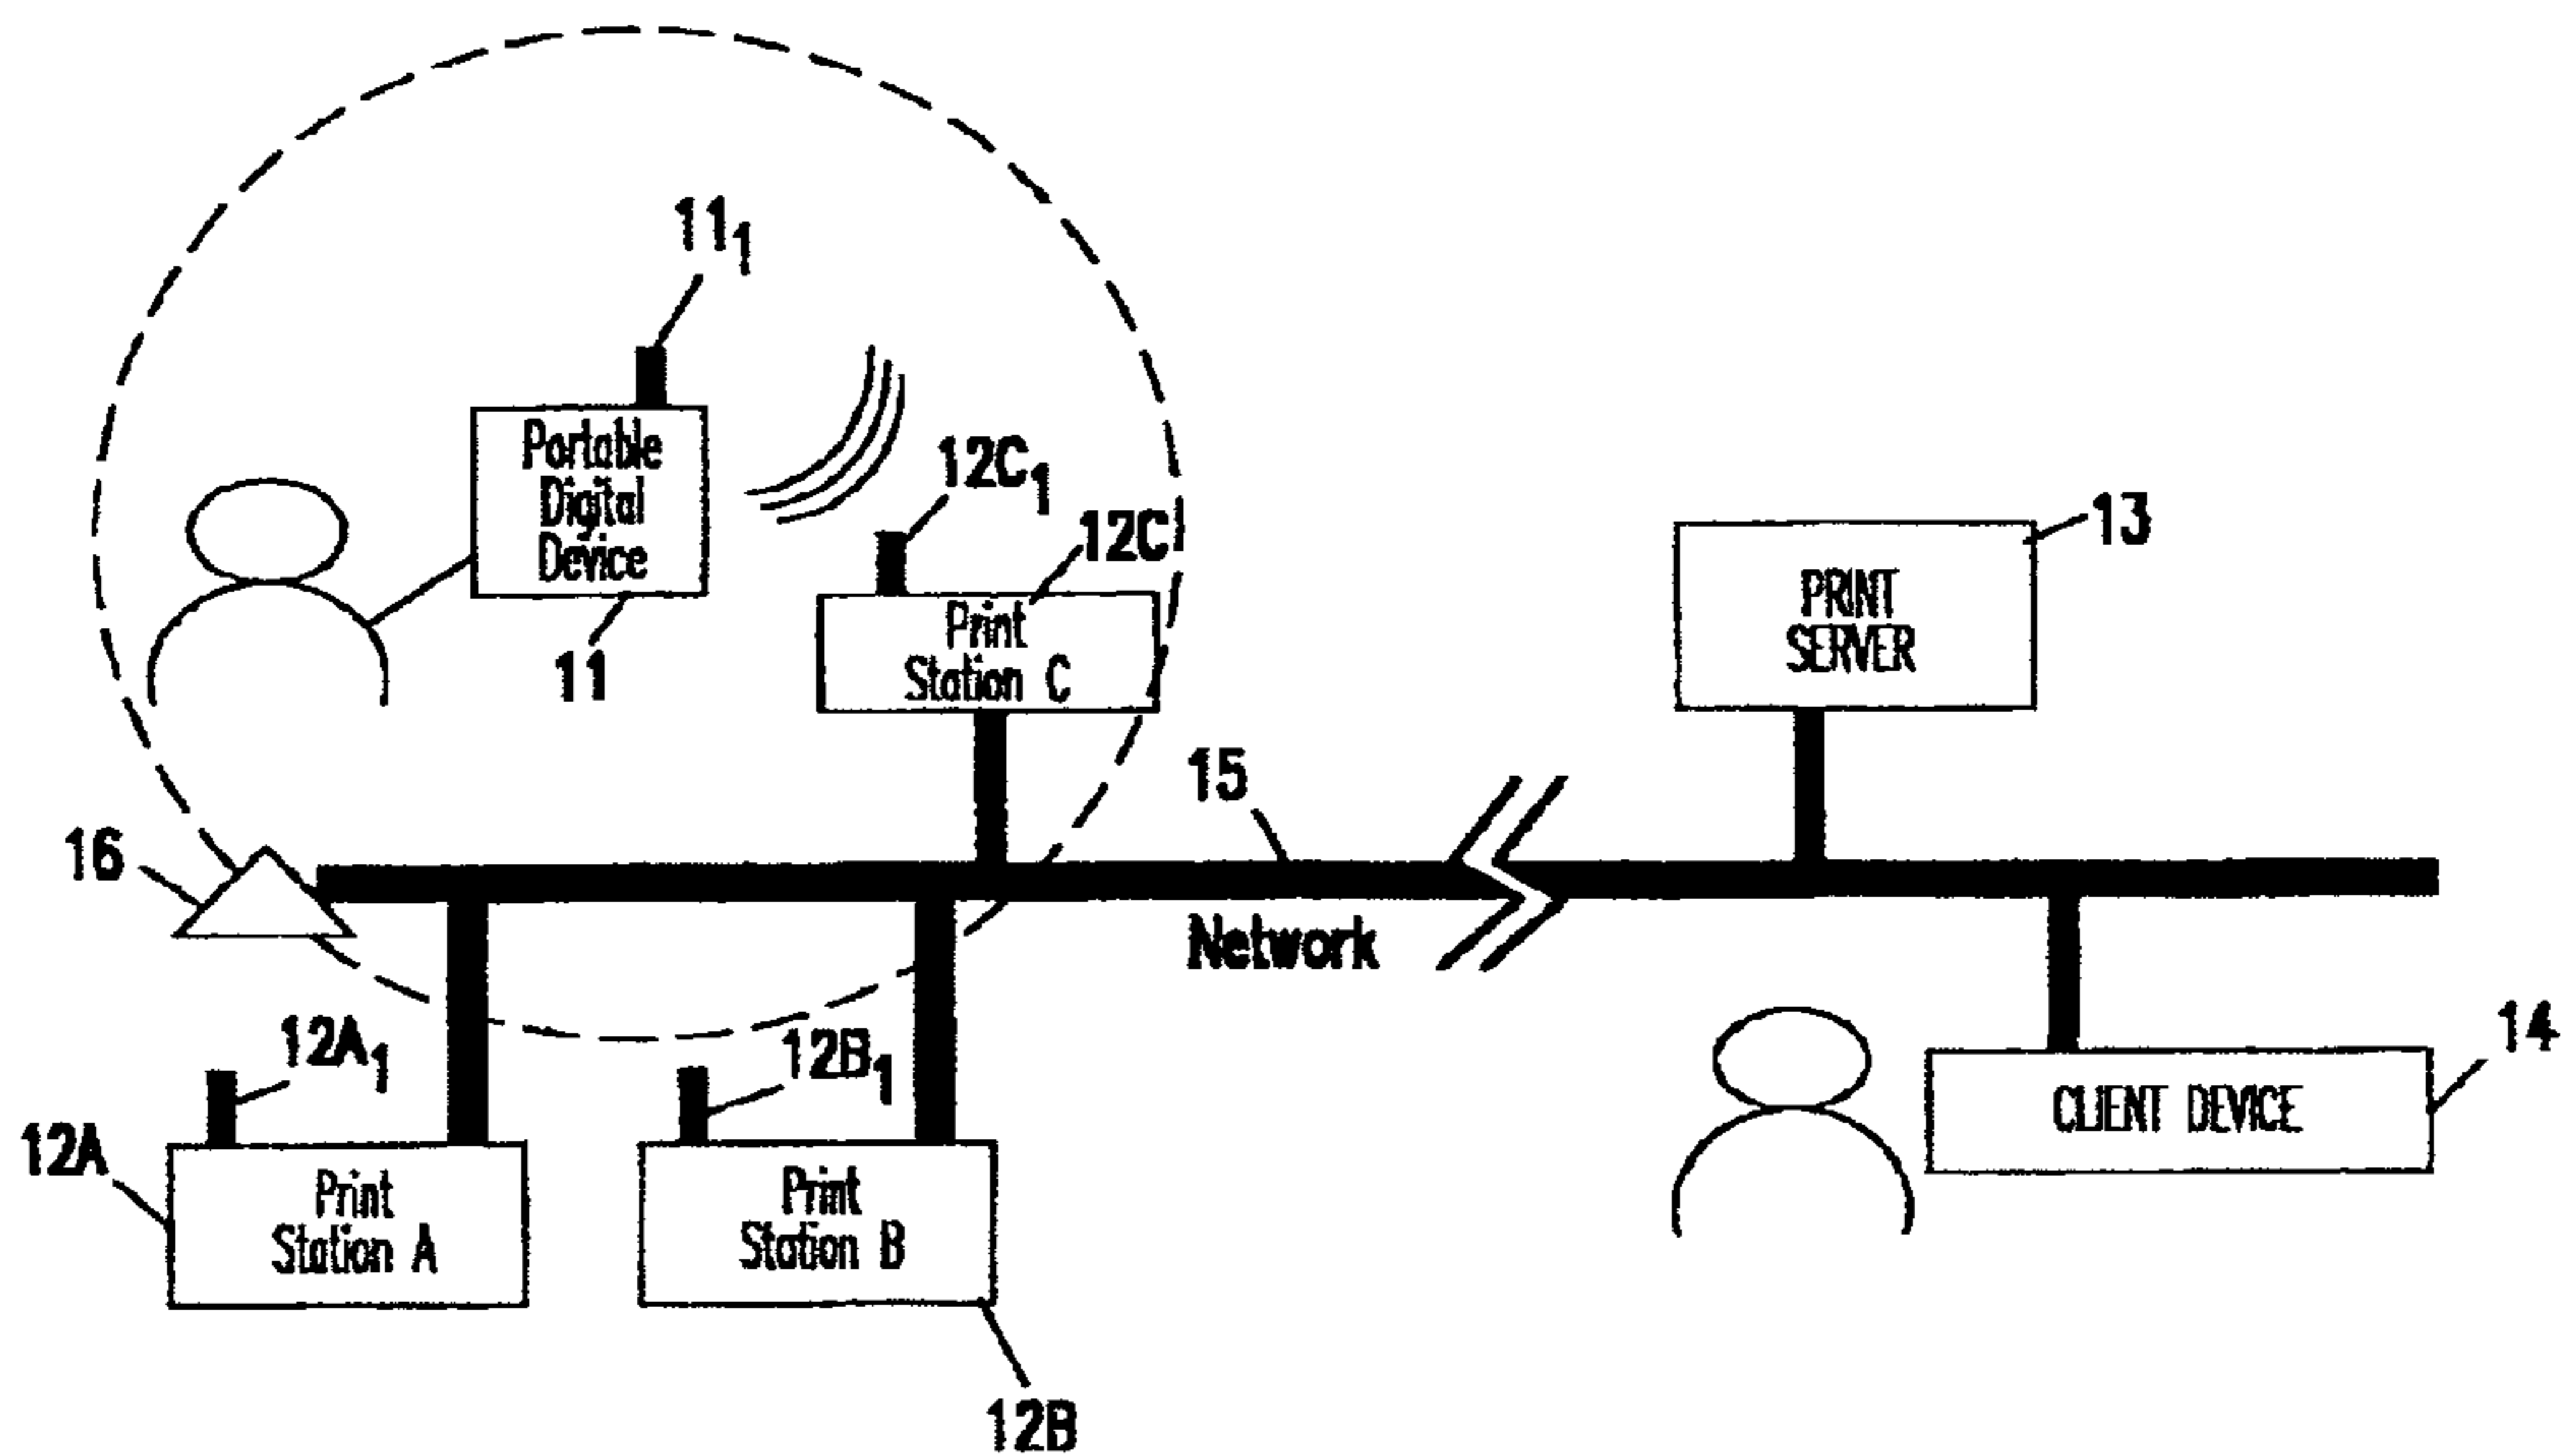 11₁
Portable
Digital
Device
11
12C₁
12C
Print
Station C
13
PRINT
SERVER
15
16
Network
12A₁
12B₁
14
CLIENT DEVICE
12A
Print
Station A
Print
Station B
12B